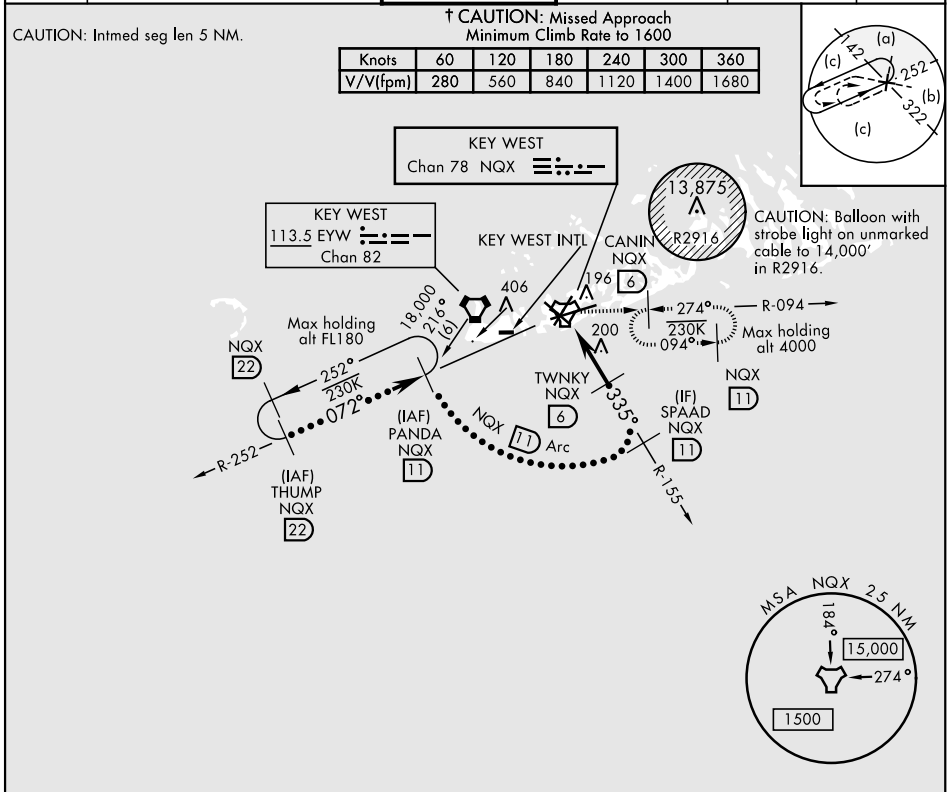 CAUTION: Intmed seg len 5 NM.
† CAUTION: Missed Approach
Minimum Climb Rate to 1600
Knots 60 120 180 240 300 360
V/V(fpm) 280 560 840 1120 1400 1680
(a)
142
(c)
252
(b)
322
(c)
KEY WEST
Chan 78 NQX
13,875
R2916
CAUTION: Balloon with
strobe light on unmarked
cable to 14,000'
in R2916.
KEY WEST
113.5 EYW
Chan 82
KEY WEST INTL
CANIN
NQX
6
196
406
200
18,000
216°
(6)
274°
230K
094°
R-094
Max holding
alt 4000
NQX
11
Max holding
alt FL180
NQX
22
252°
230K
072°
R-252
(IAF)
THUMP
NQX
22
(IAF)
PANDA
NQX
11
NQX 11 Arc
TWNKY
NQX
6
335°
(IF)
SPAAD
NQX
11
R-155
MSA NQX 25 NM
184°
15,000
274°
1500